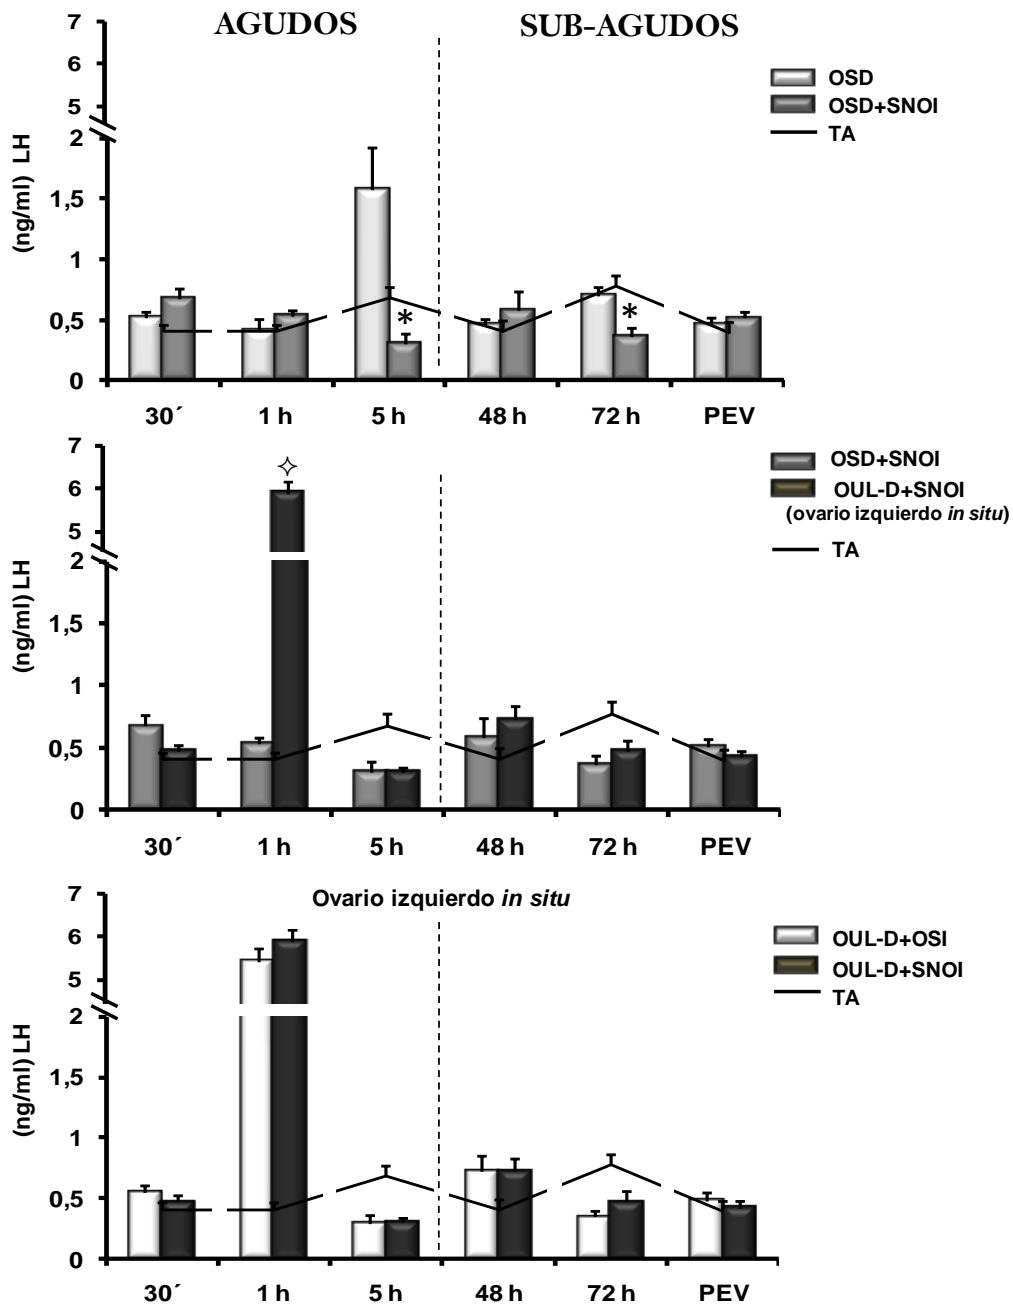 AGUDOS SUB-AGUDOS
7
6
5
2
1,5
1
0,5
0
(ng/ml) LH
OSD
OSD+SNOI
TA
*
*
30´ 1 h 5 h 48 h 72 h PEV
7
6
5
2
1,5
1
0,5
0
(ng/ml) LH
✧
OSD+SNOI
OUL-D+SNOI
(ovario izquierdo in situ)
TA
30´ 1 h 5 h 48 h 72 h PEV
Ovario izquierdo in situ
7
6
5
2
1,5
1
0,5
0
(ng/ml) LH
OUL-D+OSI
OUL-D+SNOI
TA
30´ 1 h 5 h 48 h 72 h PEV